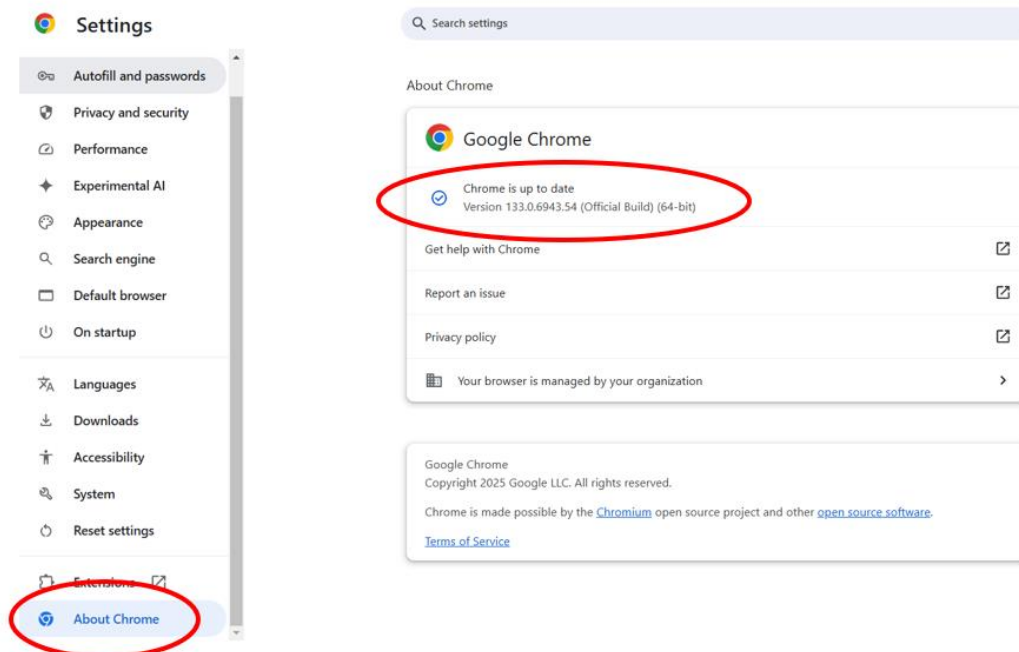 Settings
Search settings
Autofill and passwords
Privacy and security
Performance
Experimental AI
Appearance
Search engine
Default browser
On startup
Languages
Downloads
Accessibility
System
Reset settings
Extensions
About Chrome
About Chrome
Google Chrome
Chrome is up to date
Version 133.0.6943.54 (Official Build) (64-bit)
Get help with Chrome
Report an issue
Privacy policy
Your browser is managed by your organization
Google Chrome
Copyright 2025 Google LLC. All rights reserved.
Chrome is made possible by the Chromium open source project and other open source software.
Terms of Service